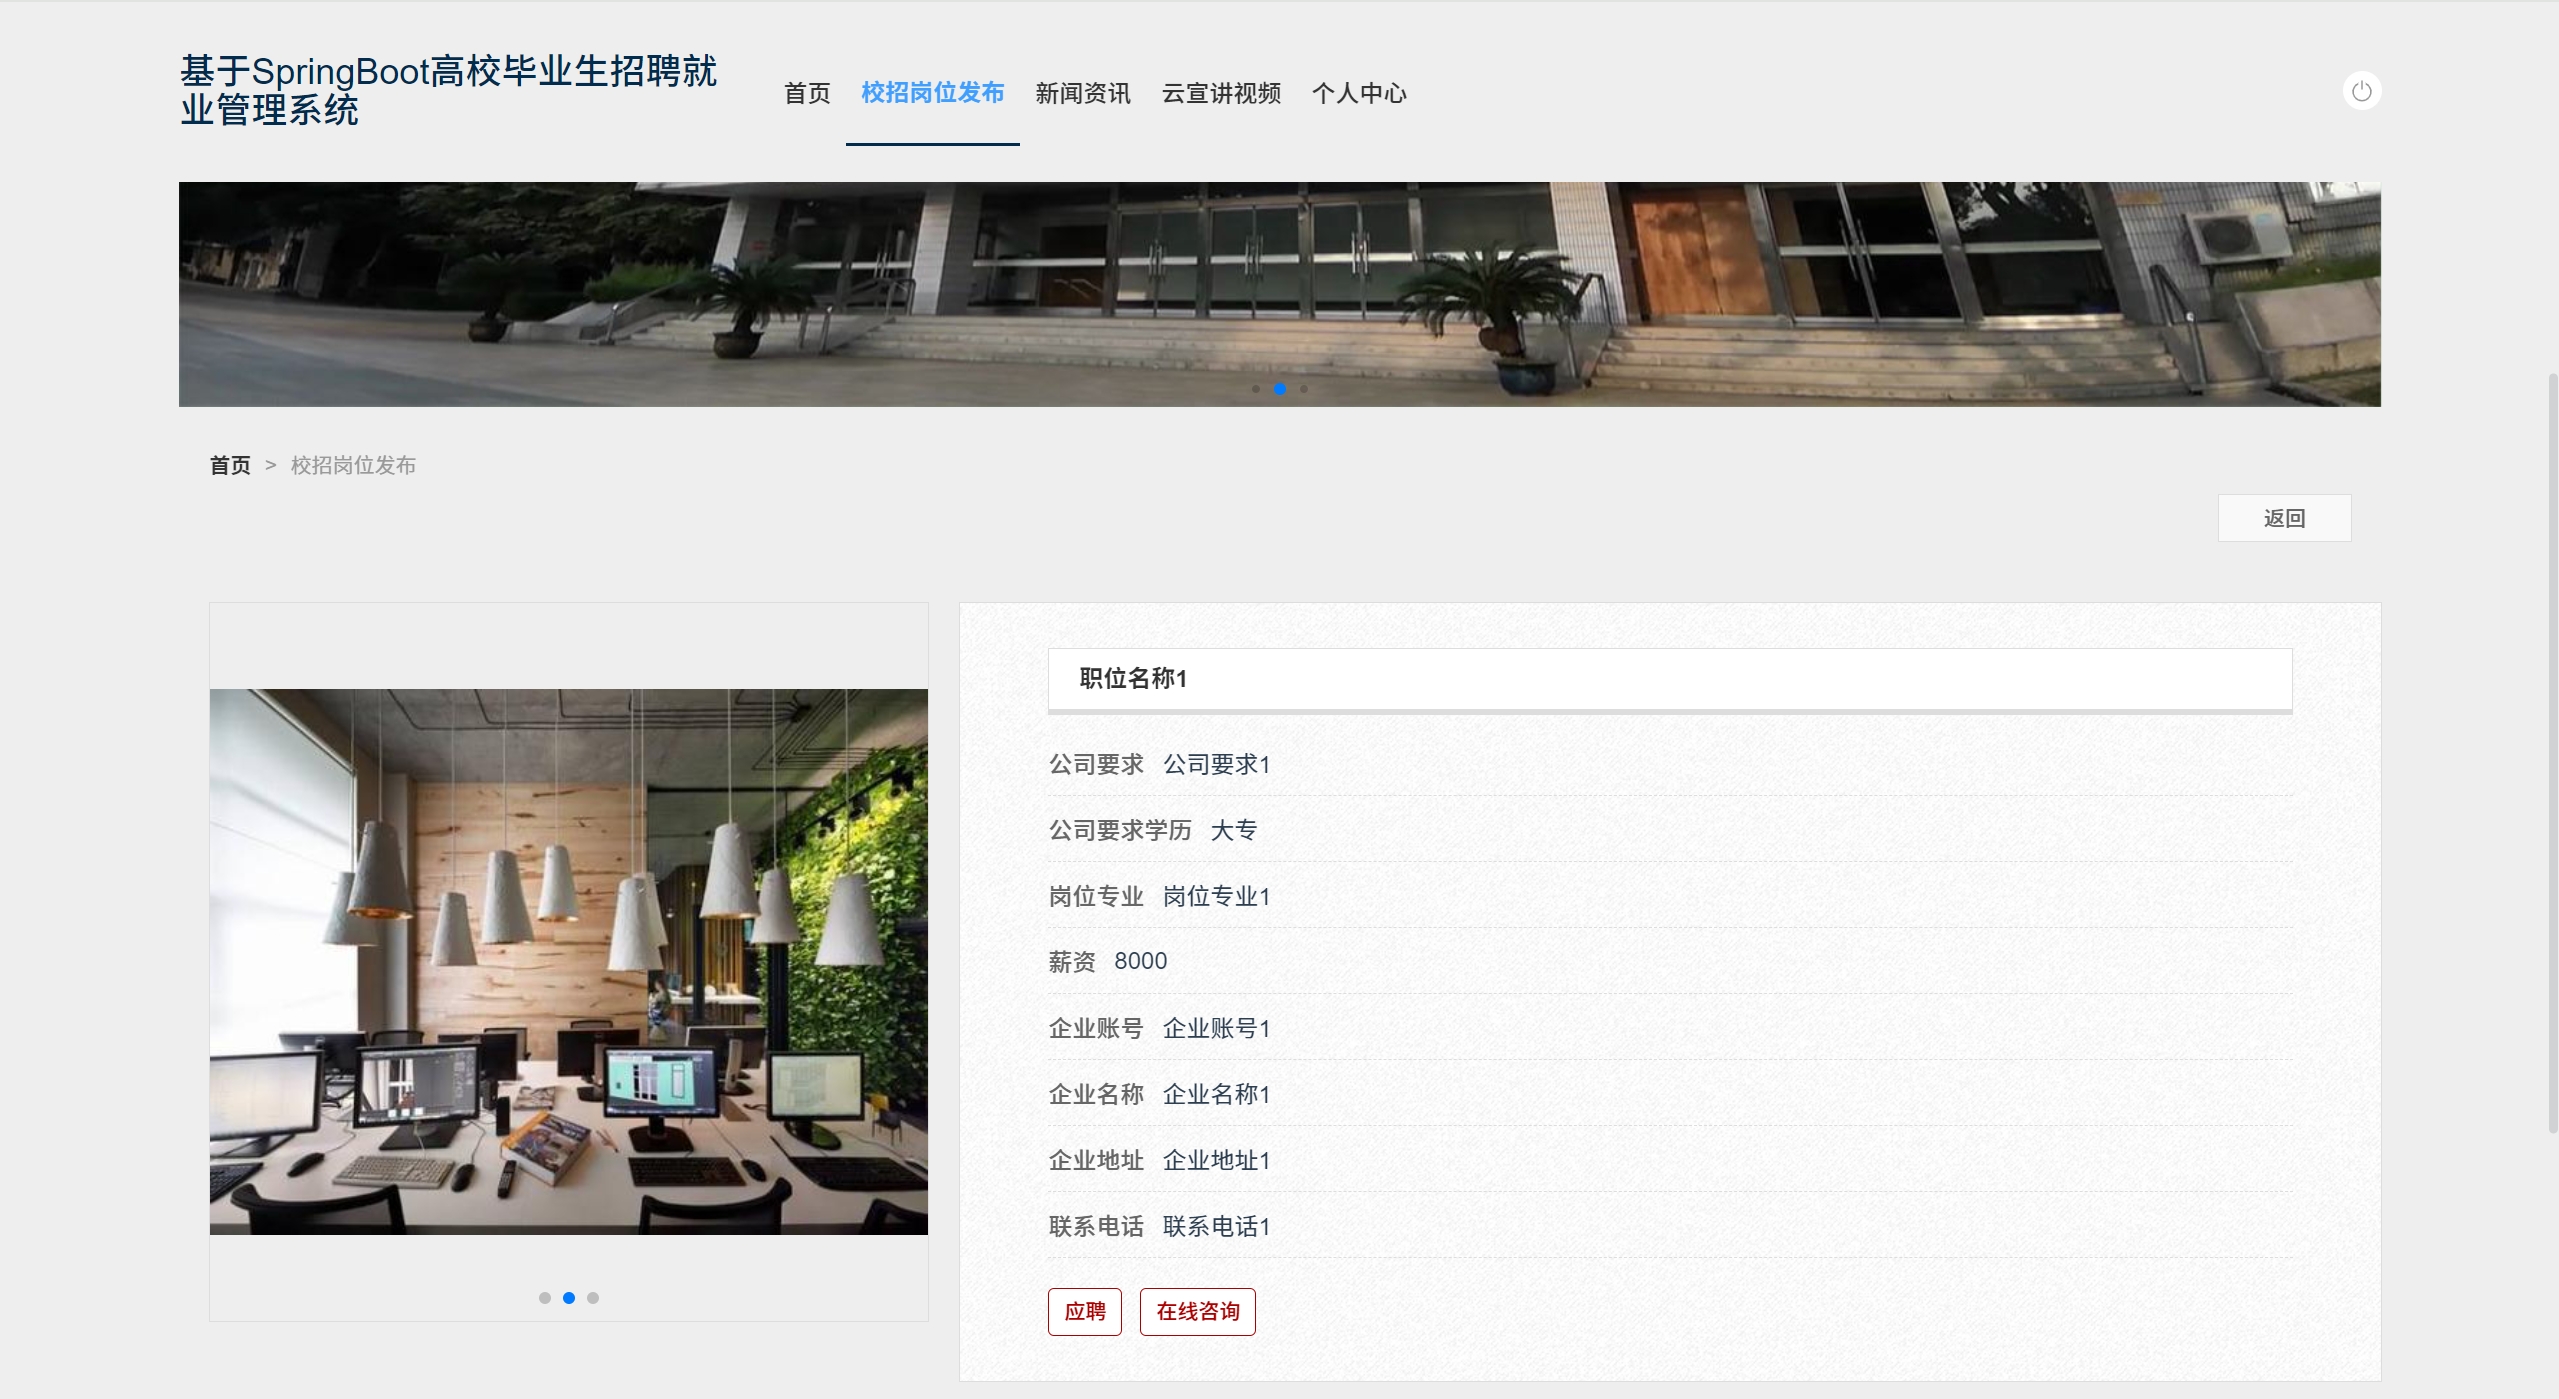 基于SpringBoot高校毕业生招聘就
业管理系统
首页 校招岗位发布 新闻资讯 云宣讲视频 个人中心
首页 > 校招岗位发布
返回
职位名称1
公司要求 公司要求1
公司要求学历 大专
岗位专业 岗位专业1
薪资 8000
企业账号 企业账号1
企业名称 企业名称1
企业地址 企业地址1
联系电话 联系电话1
应聘 在线咨询